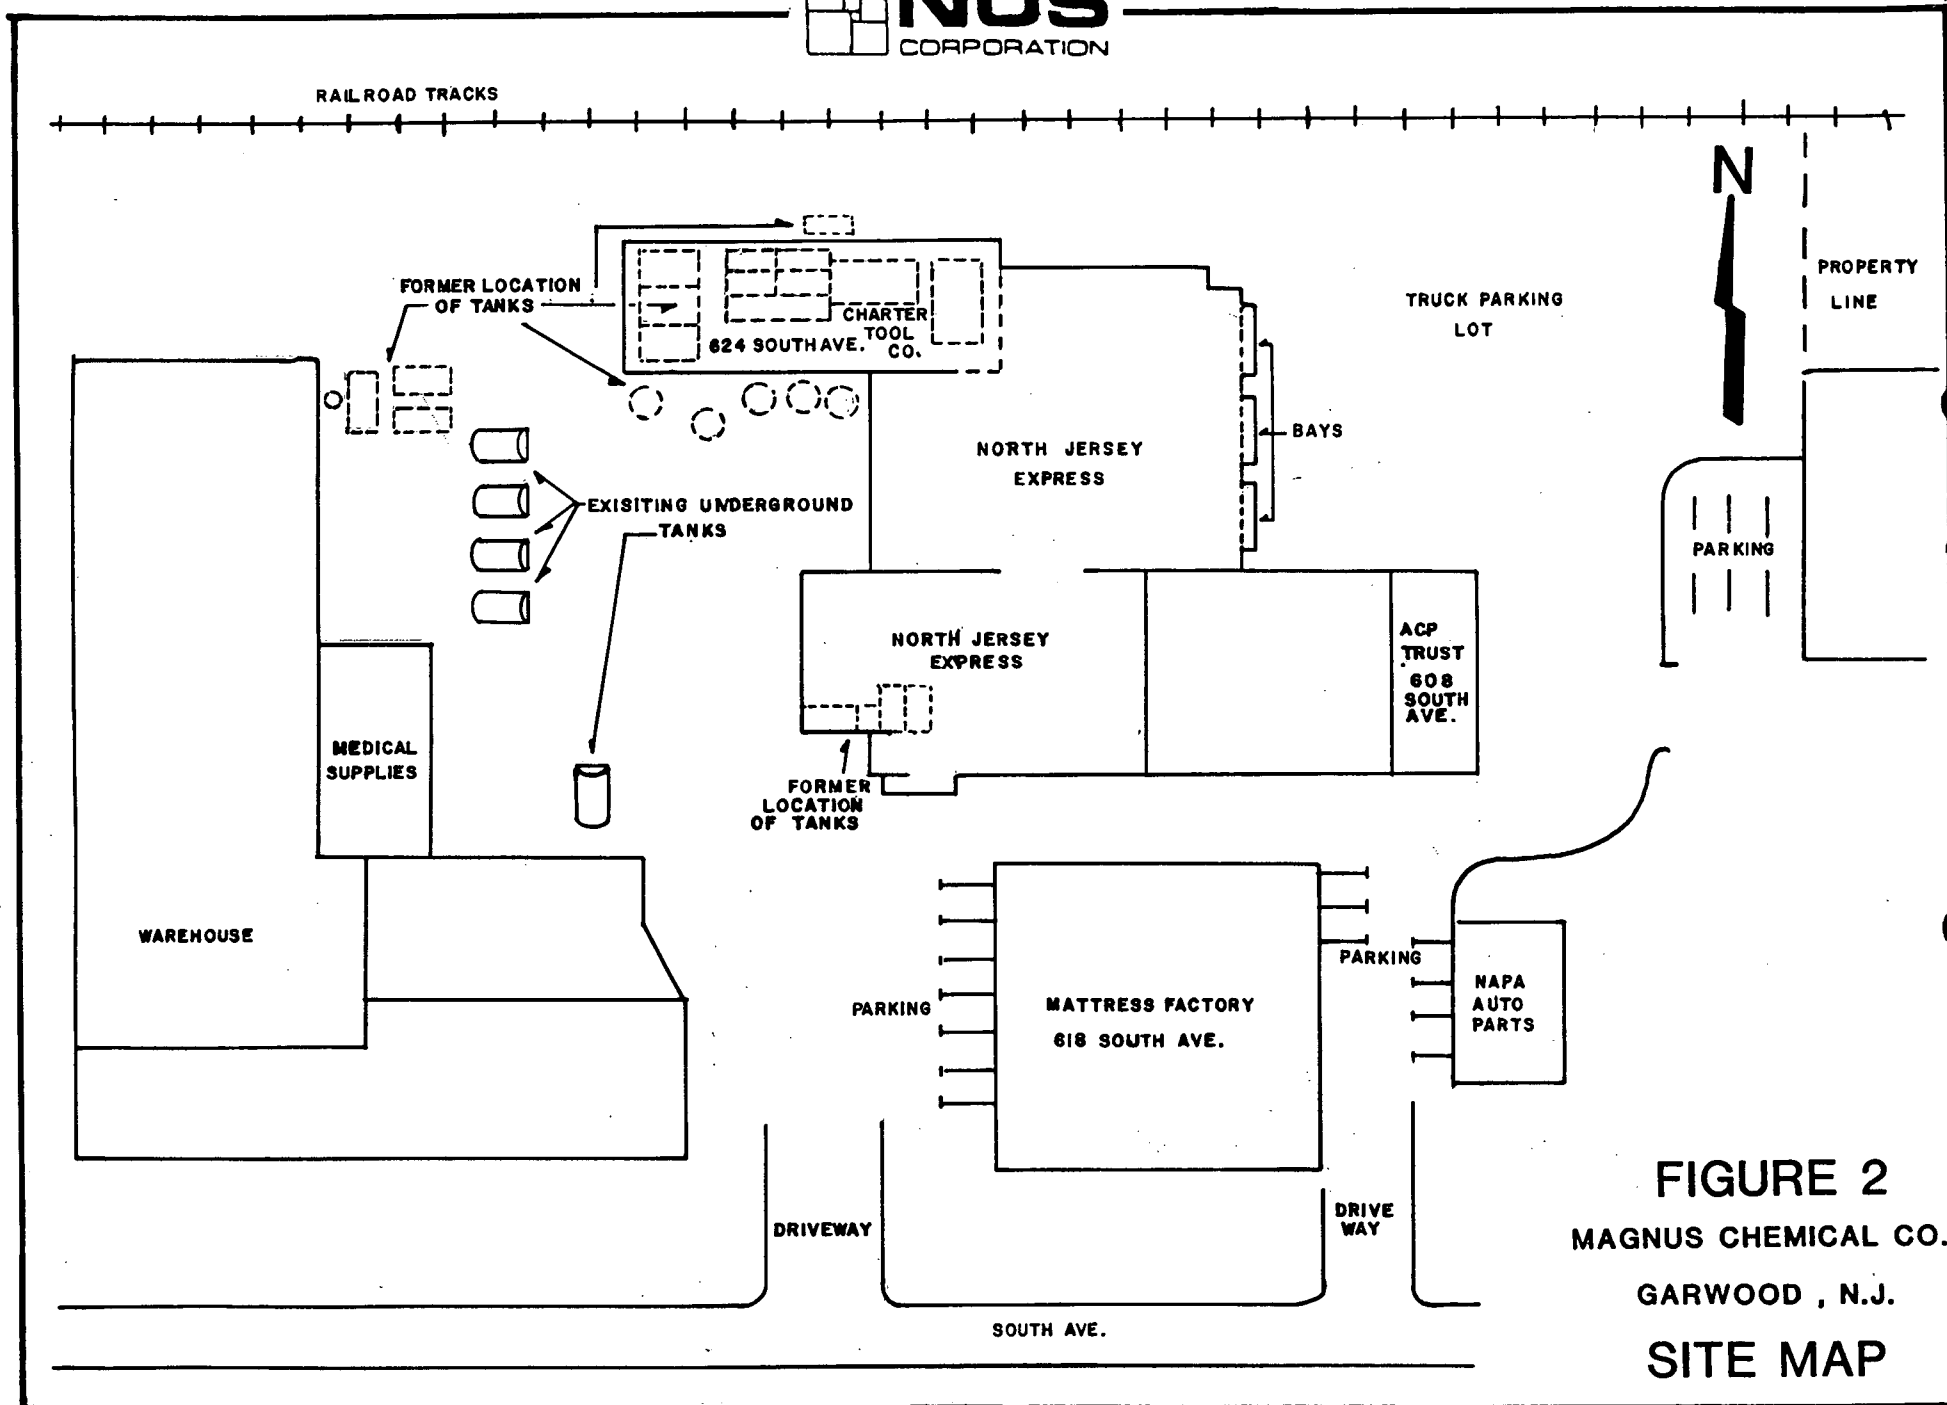 NUS
CORPORATION
RAILROAD TRACKS
N
PROPERTY
LINE
FORMER LOCATION
OF TANKS
TRUCK PARKING
LOT
CHARTER
TOOL
CO.
624 SOUTH AVE.
BAYS
NORTH JERSEY
EXPRESS
EXISITING UNDERGROUND
TANKS
PARKING
NORTH JERSEY
EXPRESS
ACP
TRUST
608
SOUTH
AVE.
MEDICAL
SUPPLIES
FORMER
LOCATION
OF TANKS
WAREHOUSE
PARKING
MATTRESS FACTORY
618 SOUTH AVE.
PARKING
NAPA
AUTO
PARTS
DRIVEWAY
DRIVE
WAY
SOUTH AVE.
FIGURE 2
MAGNUS CHEMICAL CO.
GARWOOD , N.J.
SITE MAP